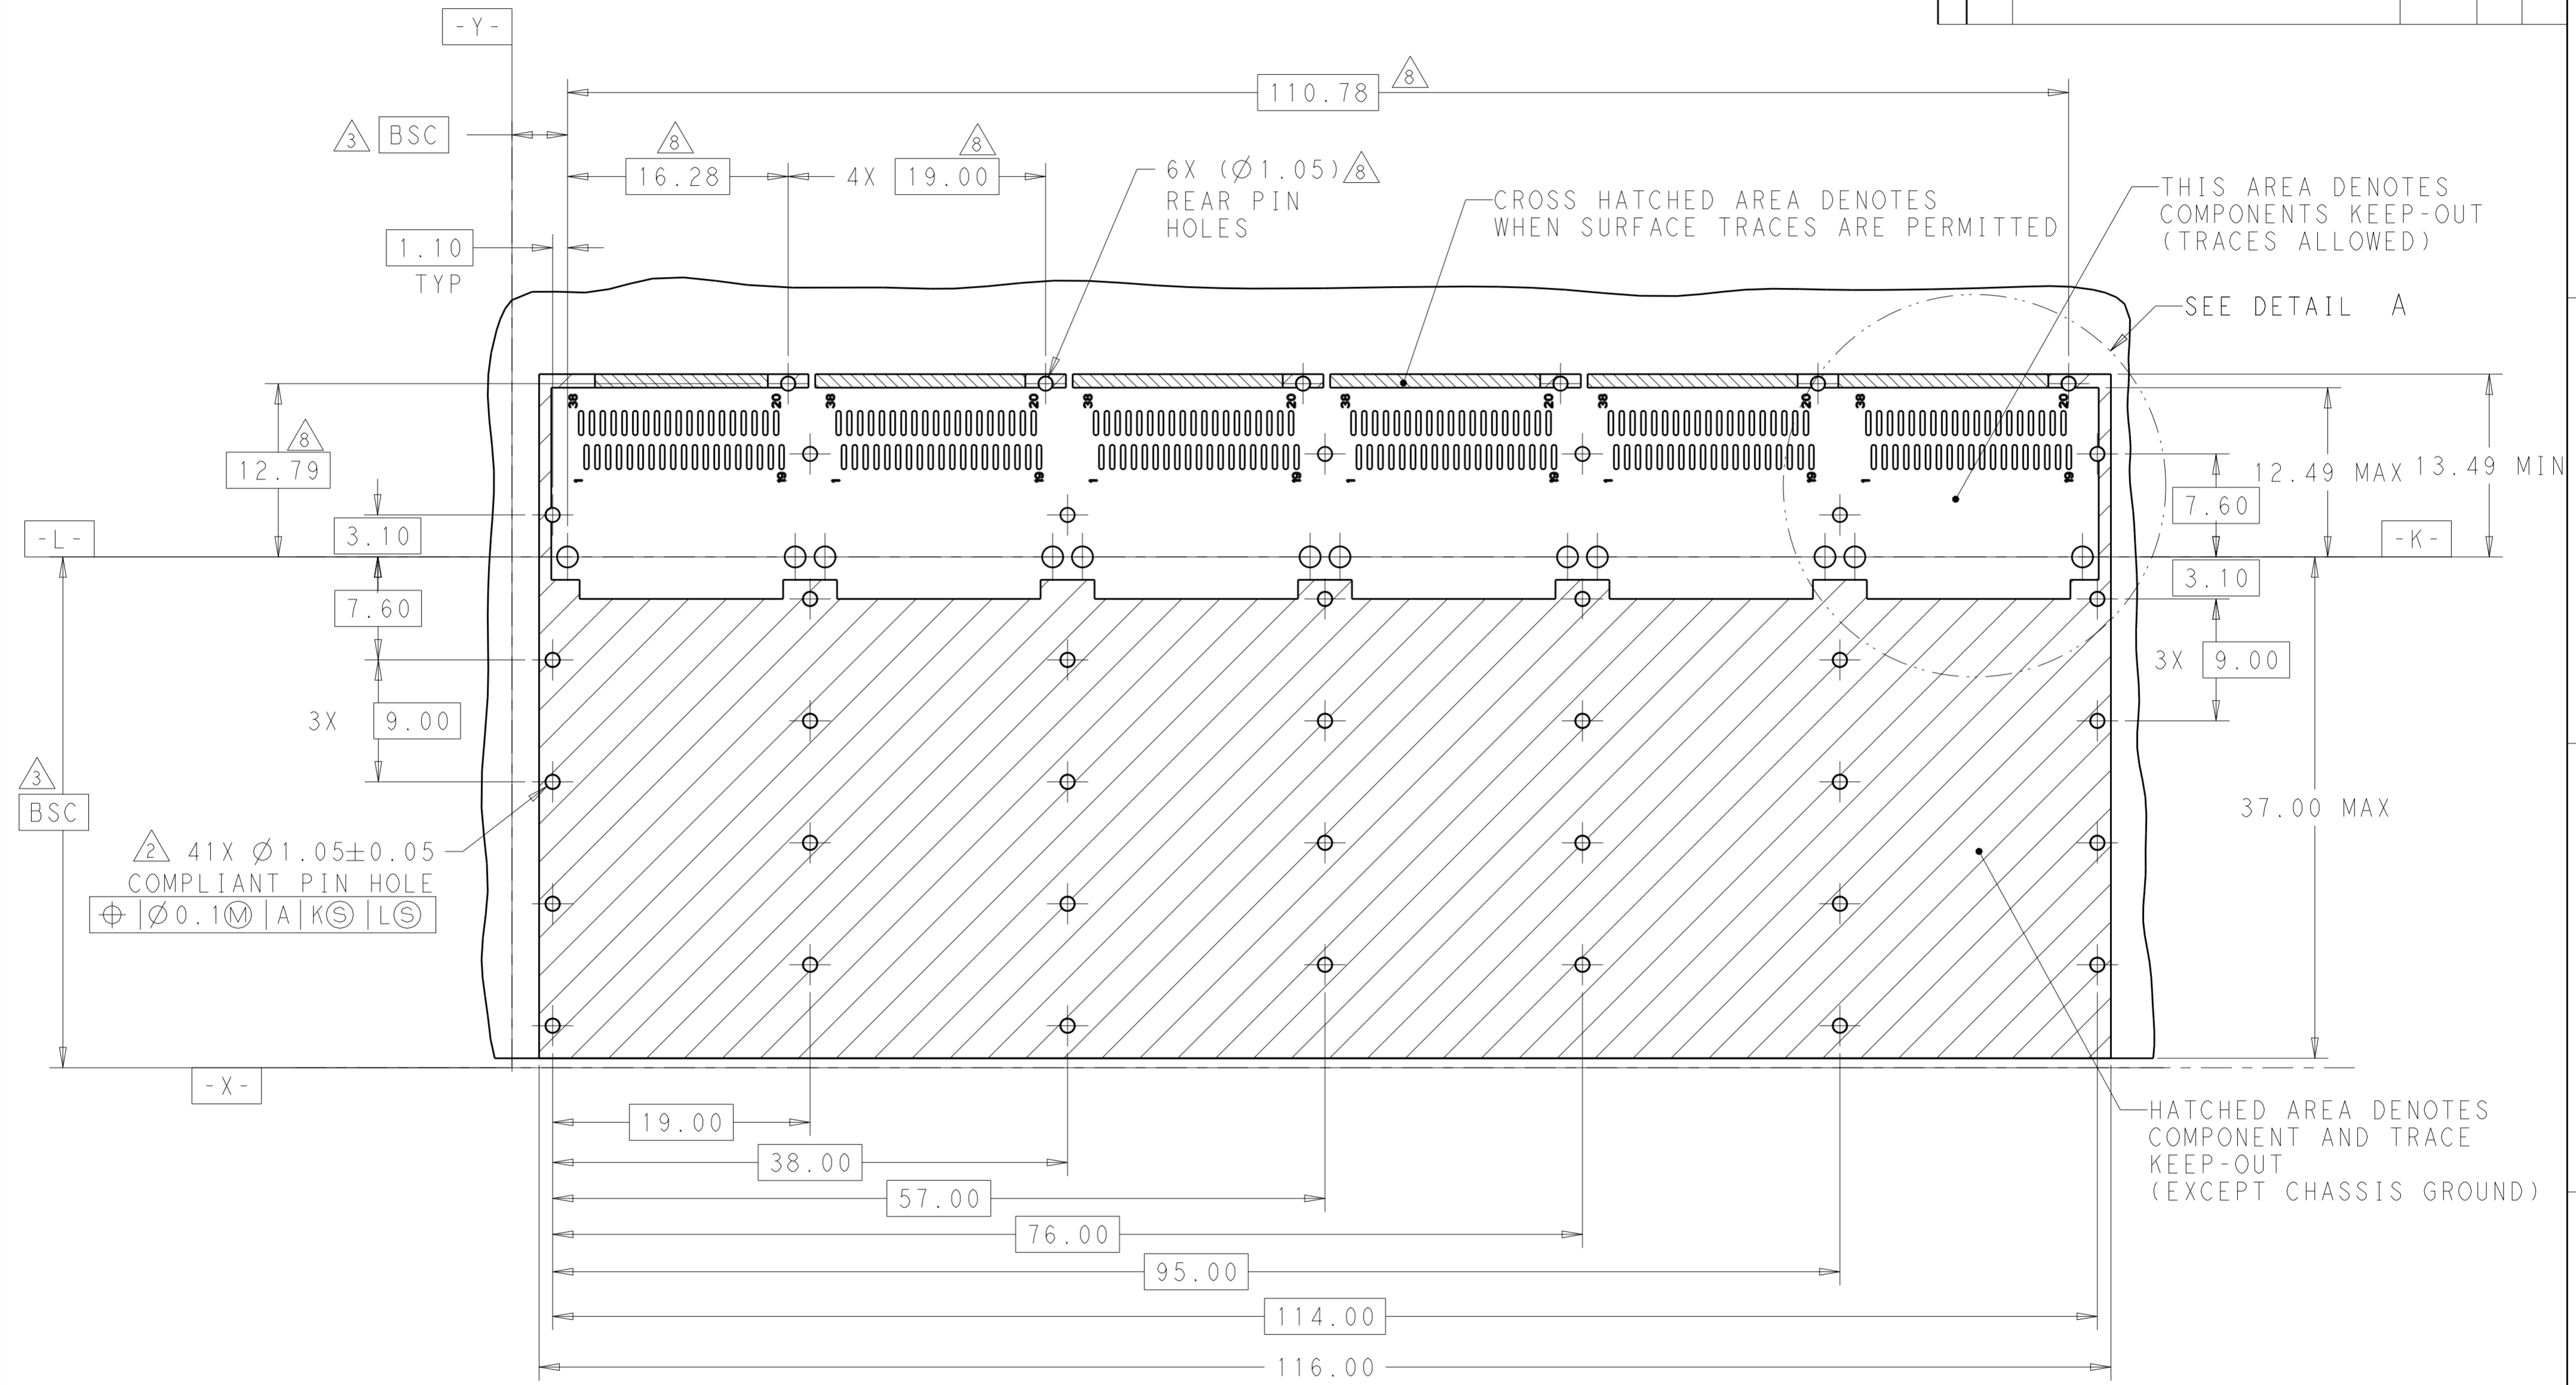 -Y-
110.78 8
3 BSC
8
16.28
8
4X 19.00
6X (Ø1.05) 8
REAR PIN
HOLES
CROSS HATCHED AREA DENOTES
WHEN SURFACE TRACES ARE PERMITTED
THIS AREA DENOTES
COMPONENTS KEEP-OUT
(TRACES ALLOWED)
1.10
TYP
SEE DETAIL A
38 20 38 20 38 20 38 20 38 20 38 20
1 19 1 19 1 19 1 19 1 19 1 19
8
12.79
12.49 MAX
13.49 MIN
7.60
3.10
-L-
-K-
3.10
7.60
3X 9.00
3X 9.00
3
BSC
37.00 MAX
2 41X Ø1.05±0.05
COMPLIANT PIN HOLE
⌖|Ø0.1Ⓜ|A|KⓈ|LⓈ
-X-
19.00
38.00
57.00
76.00
95.00
114.00
116.00
HATCHED AREA DENOTES
COMPONENT AND TRACE
KEEP-OUT
(EXCEPT CHASSIS GROUND)